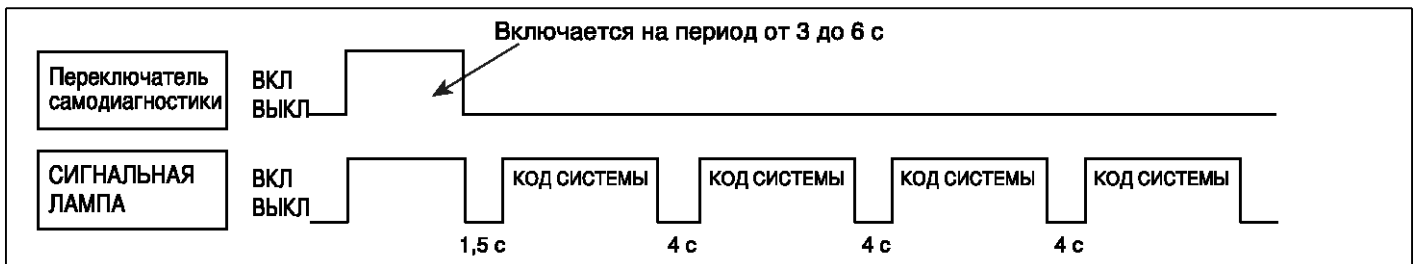 Включается на период от 3 до 6 с
Переключатель
самодиагностики
ВКЛ
ВЫКЛ
СИГНАЛЬНАЯ
ЛАМПА
ВКЛ
ВЫКЛ
КОД СИСТЕМЫ КОД СИСТЕМЫ КОД СИСТЕМЫ КОД СИСТЕМЫ
1,5 с 4 с 4 с 4 с